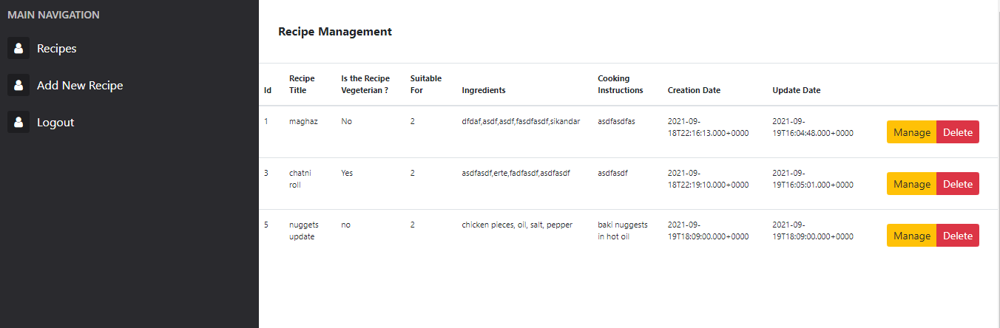 MAIN NAVIGATION
Recipes
Add New Recipe
Logout
Recipe Management
Id
Recipe
Title
Is the Recipe
Vegeterian ?
Suitable
For
Ingredients
Cooking
Instructions
Creation Date
Update Date
1
maghaz
No
2
dfdaf,asdf,asdf,fasdfasdf,sikandar
asdfasdfas
2021-09-
18T22:16:13.000+0000
2021-09-
19T16:04:48.000+0000
Manage
Delete
3
chatni
roll
Yes
2
asdfasdf,erte,fadfasdf,asdfasdf
asdfasdf
2021-09-
18T22:19:10.000+0000
2021-09-
19T16:05:01.000+0000
Manage
Delete
5
nuggets
update
no
2
chicken pieces, oil, salt, pepper
baki nuggests
in hot oil
2021-09-
19T18:09:00.000+0000
2021-09-
19T18:09:00.000+0000
Manage
Delete